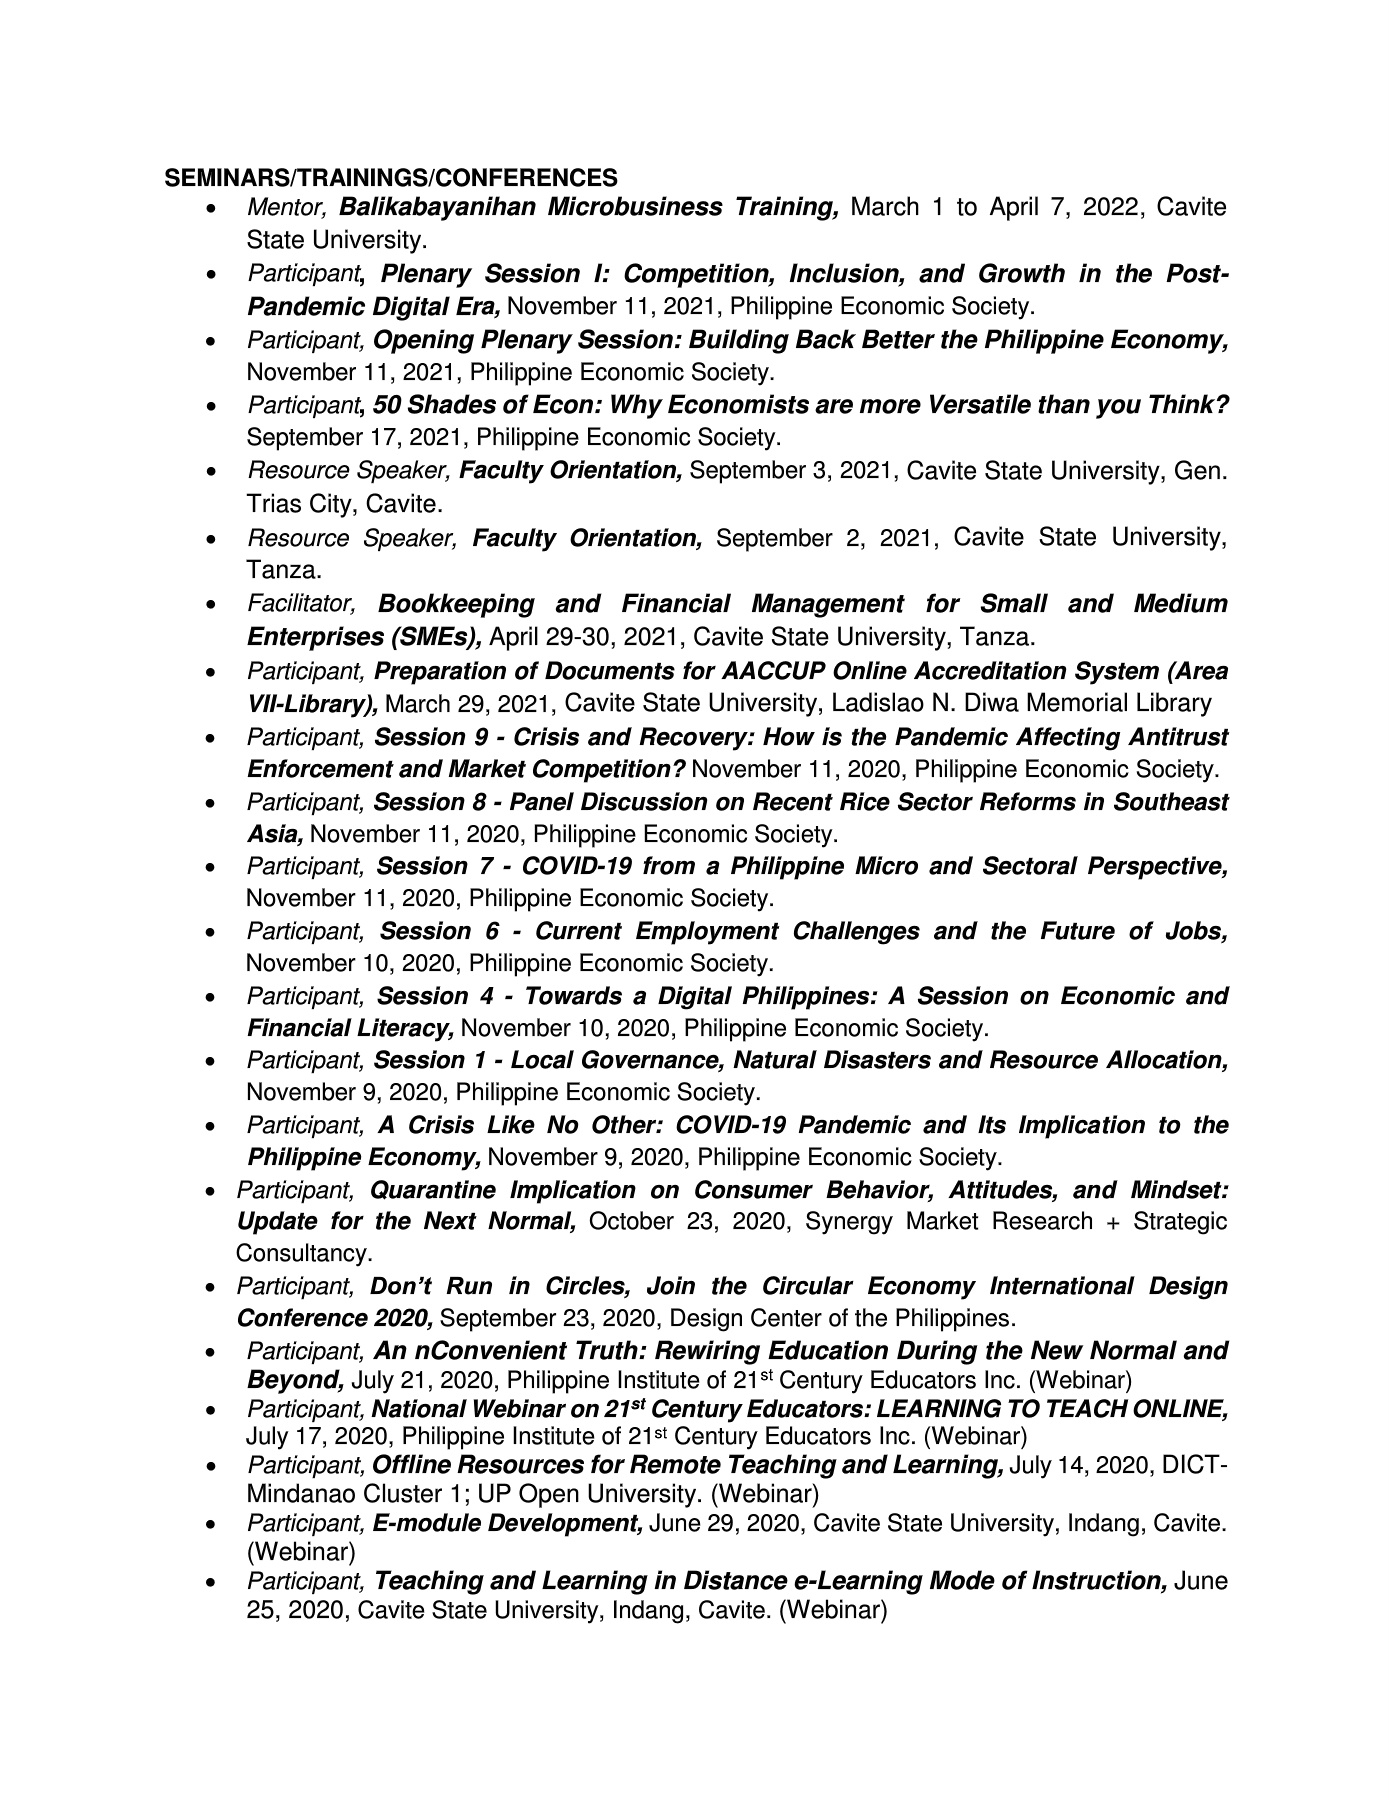 SEMINARS/TRAININGS/CONFERENCES
• Mentor, Balikabayanihan Microbusiness Training, March 1 to April 7, 2022, Cavite
State University.
• Participant, Plenary Session I: Competition, Inclusion, and Growth in the Post-
Pandemic Digital Era, November 11, 2021, Philippine Economic Society.
• Participant, Opening Plenary Session: Building Back Better the Philippine Economy,
November 11, 2021, Philippine Economic Society.
• Participant, 50 Shades of Econ: Why Economists are more Versatile than you Think?
September 17, 2021, Philippine Economic Society.
• Resource Speaker, Faculty Orientation, September 3, 2021, Cavite State University, Gen.
Trias City, Cavite.
• Resource Speaker, Faculty Orientation, September 2, 2021, Cavite State University,
Tanza.
• Facilitator, Bookkeeping and Financial Management for Small and Medium
Enterprises (SMEs), April 29-30, 2021, Cavite State University, Tanza.
• Participant, Preparation of Documents for AACCUP Online Accreditation System (Area
VII-Library), March 29, 2021, Cavite State University, Ladislao N. Diwa Memorial Library
• Participant, Session 9 - Crisis and Recovery: How is the Pandemic Affecting Antitrust
Enforcement and Market Competition? November 11, 2020, Philippine Economic Society.
• Participant, Session 8 - Panel Discussion on Recent Rice Sector Reforms in Southeast
Asia, November 11, 2020, Philippine Economic Society.
• Participant, Session 7 - COVID-19 from a Philippine Micro and Sectoral Perspective,
November 11, 2020, Philippine Economic Society.
• Participant, Session 6 - Current Employment Challenges and the Future of Jobs,
November 10, 2020, Philippine Economic Society.
• Participant, Session 4 - Towards a Digital Philippines: A Session on Economic and
Financial Literacy, November 10, 2020, Philippine Economic Society.
• Participant, Session 1 - Local Governance, Natural Disasters and Resource Allocation,
November 9, 2020, Philippine Economic Society.
• Participant, A Crisis Like No Other: COVID-19 Pandemic and Its Implication to the
Philippine Economy, November 9, 2020, Philippine Economic Society.
• Participant, Quarantine Implication on Consumer Behavior, Attitudes, and Mindset:
Update for the Next Normal, October 23, 2020, Synergy Market Research + Strategic
Consultancy.
• Participant, Don’t Run in Circles, Join the Circular Economy International Design
Conference 2020, September 23, 2020, Design Center of the Philippines.
• Participant, An nConvenient Truth: Rewiring Education During the New Normal and
Beyond, July 21, 2020, Philippine Institute of 21st Century Educators Inc. (Webinar)
• Participant, National Webinar on 21st Century Educators: LEARNING TO TEACH ONLINE,
July 17, 2020, Philippine Institute of 21st Century Educators Inc. (Webinar)
• Participant, Offline Resources for Remote Teaching and Learning, July 14, 2020, DICT-
Mindanao Cluster 1; UP Open University. (Webinar)
• Participant, E-module Development, June 29, 2020, Cavite State University, Indang, Cavite.
(Webinar)
• Participant, Teaching and Learning in Distance e-Learning Mode of Instruction, June
25, 2020, Cavite State University, Indang, Cavite. (Webinar)